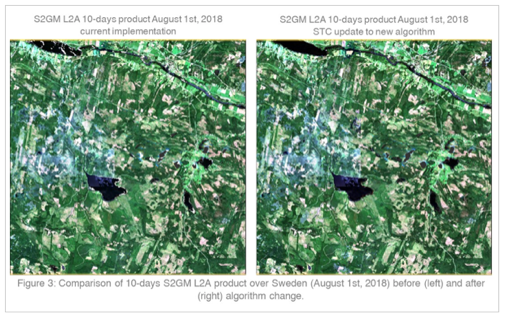 S2GM L2A 10-days product August 1st, 2018
current implementation
S2GM L2A 10-days product August 1st, 2018
STC update to new algorithm
Figure 3: Comparison of 10-days S2GM L2A product over Sweden (August 1st, 2018) before (left) and after
(right) algorithm change.